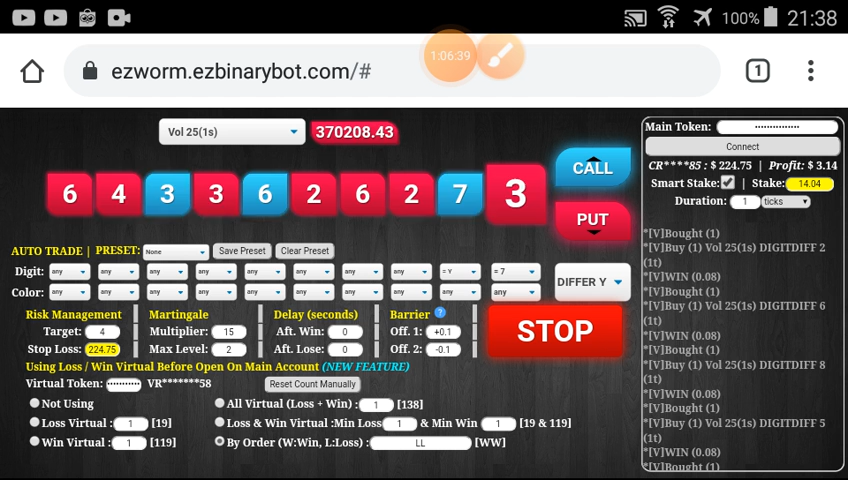 100% 21:38
ezworm.ezbinarybot.com/# 1:06:39 1
Vol 25(1s) 370208.43
6 4 3 3 6 2 6 2 7 3
CALL
PUT
AUTO TRADE | PRESET: None Save Preset Clear Preset
Digit: any any any any any any any any = Y = 7
Color: any any any any any any any any any any
DIFFER Y
Risk Management Martingale Delay (seconds) Barrier ?
Target: 4 Multiplier: 15 Aft. Win: 0 Off. 1: +0.1
Stop Loss: 224.75 Max Level: 2 Aft. Lose: 0 Off. 2: -0.1
STOP
Using Loss / Win Virtual Before Open On Main Account (NEW FEATURE)
Virtual Token: •••••••••• VR*******58 Reset Count Manually
Not Using All Virtual (Loss + Win) : 1 [138]
Loss Virtual : 1 [19] Loss & Win Virtual :Min Loss 1 & Min Win 1 [19 & 119]
Win Virtual : 1 [119] By Order (W:Win, L:Loss) : LL [WW]
Main Token: •••••••••••••••
Connect
CR****85 : $ 224.75 | Profit: $ 3.14
Smart Stake: | Stake: 14.04
Duration: 1 ticks
*[V]Bought (1)
*[V]Buy (1) Vol 25(1s) DIGITDIFF 2
(1t)
*[V]WIN (0.08)
*[V]Bought (1)
*[V]Buy (1) Vol 25(1s) DIGITDIFF 6
(1t)
*[V]WIN (0.08)
*[V]Bought (1)
*[V]Buy (1) Vol 25(1s) DIGITDIFF 8
(1t)
*[V]WIN (0.08)
*[V]Bought (1)
*[V]Buy (1) Vol 25(1s) DIGITDIFF 5
(1t)
*[V]WIN (0.08)
*[V]Bought (1)